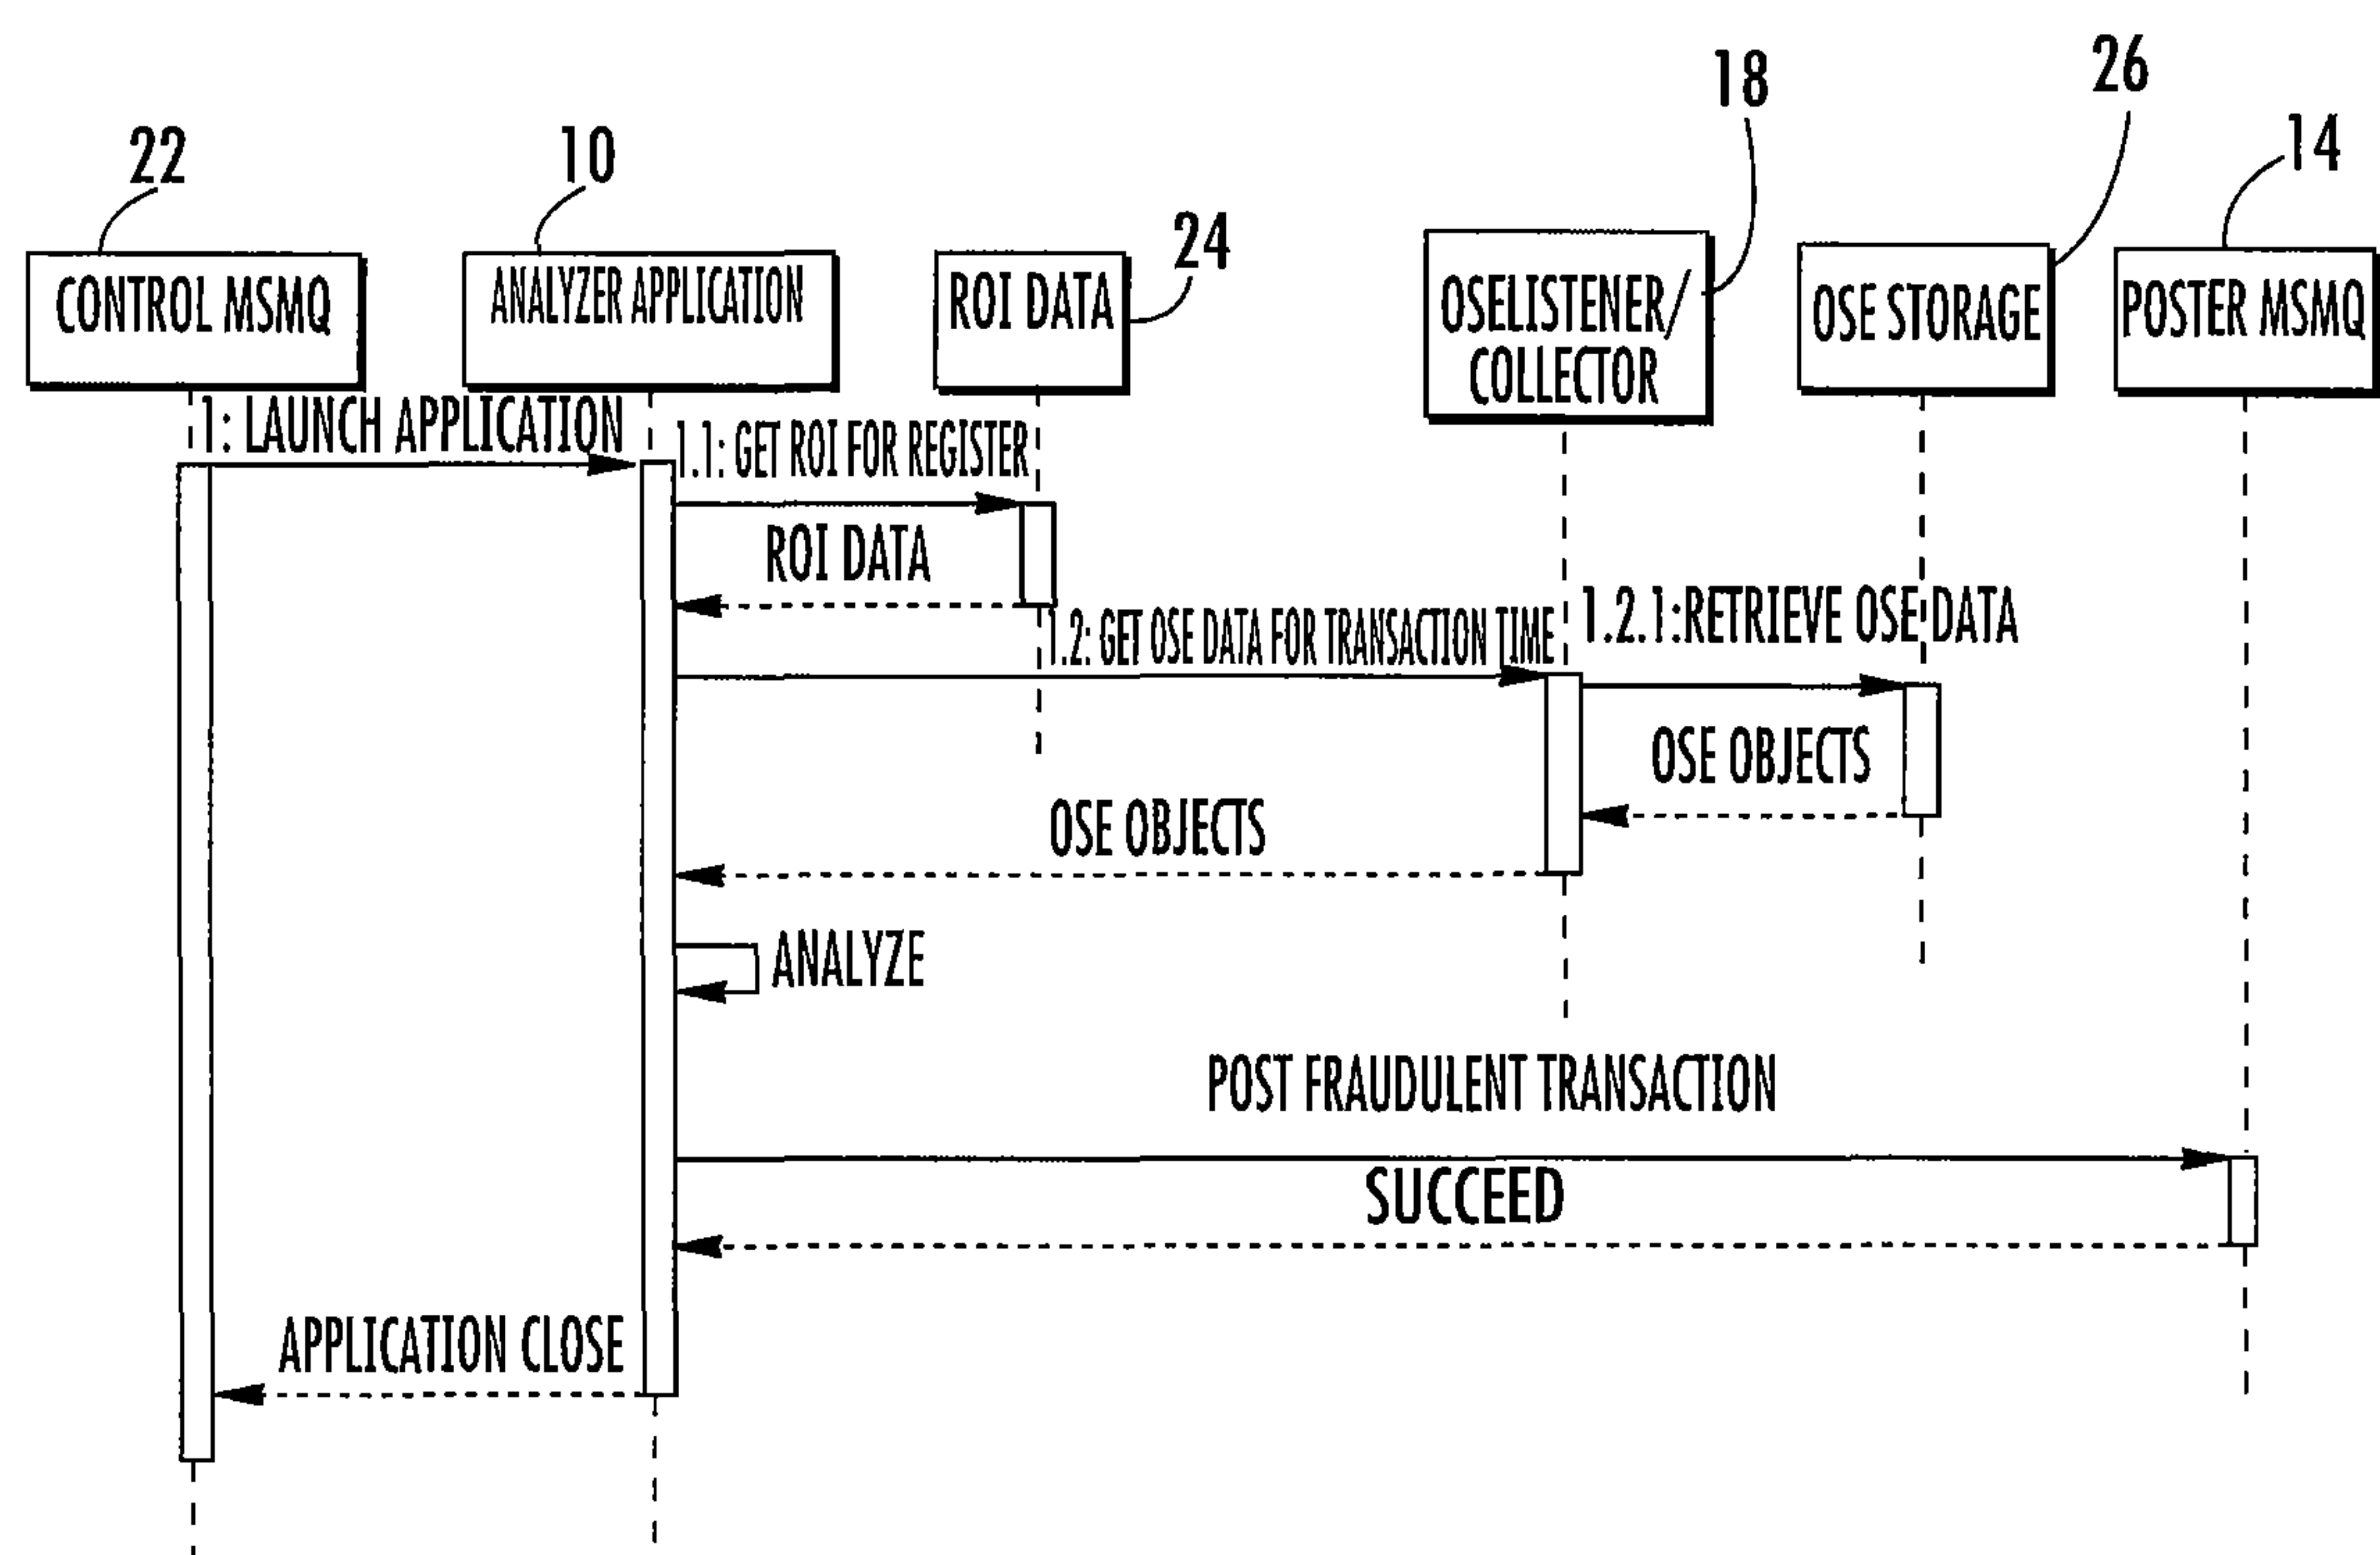 18
26
22
10
14
24
CONTROL MSMQ
ANALYZER APPLICATION
ROI DATA
OSELISTENER/
COLLECTOR
OSE STORAGE
POSTER MSMQ
1: LAUNCH APPLICATION
1.1: GET ROI FOR REGISTER
ROI DATA
1.2: GET OSE DATA FOR TRANSACTION TIME
1.2.1:RETRIEVE OSE DATA
OSE OBJECTS
OSE OBJECTS
ANALYZE
POST FRAUDULENT TRANSACTION
SUCCEED
APPLICATION CLOSE